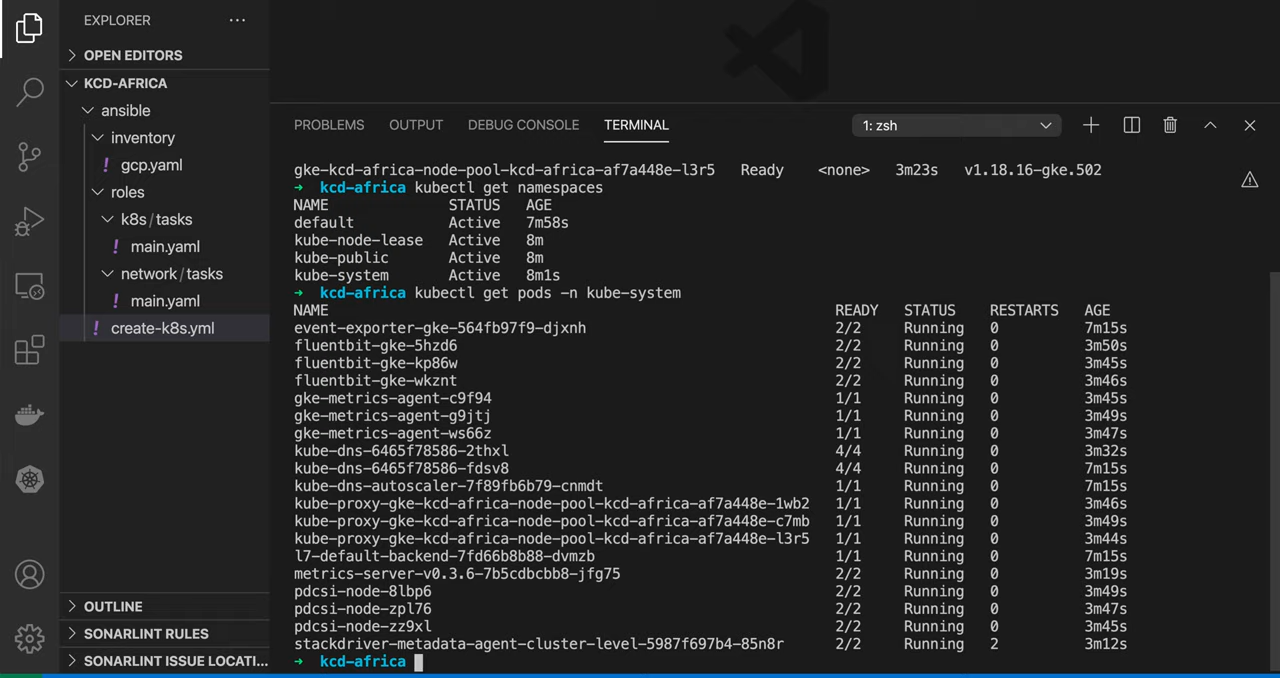 EXPLORER ...
OPEN EDITORS
KCD-AFRICA
ansible
inventory
! gcp.yaml
roles
k8s / tasks
! main.yaml
network / tasks
! main.yaml
! create-k8s.yml
OUTLINE
SONARLINT RULES
SONARLINT ISSUE LOCATI...
PROBLEMS OUTPUT DEBUG CONSOLE TERMINAL 1: zsh
gke-kcd-africa-node-pool-kcd-africa-af7a448e-l3r5 Ready <none> 3m23s v1.18.16-gke.502
→ kcd-africa kubectl get namespaces
NAME STATUS AGE
default Active 7m58s
kube-node-lease Active 8m
kube-public Active 8m
kube-system Active 8m1s
→ kcd-africa kubectl get pods -n kube-system
NAME READY STATUS RESTARTS AGE
event-exporter-gke-564fb97f9-djxnh 2/2 Running 0 7m15s
fluentbit-gke-5hzd6 2/2 Running 0 3m50s
fluentbit-gke-kp86w 2/2 Running 0 3m45s
fluentbit-gke-wkznt 2/2 Running 0 3m46s
gke-metrics-agent-c9f94 1/1 Running 0 3m45s
gke-metrics-agent-g9jtj 1/1 Running 0 3m49s
gke-metrics-agent-ws66z 1/1 Running 0 3m47s
kube-dns-6465f78586-2thxl 4/4 Running 0 3m32s
kube-dns-6465f78586-fdsv8 4/4 Running 0 7m15s
kube-dns-autoscaler-7f89fb6b79-cnmdt 1/1 Running 0 7m15s
kube-proxy-gke-kcd-africa-node-pool-kcd-africa-af7a448e-1wb2 1/1 Running 0 3m46s
kube-proxy-gke-kcd-africa-node-pool-kcd-africa-af7a448e-c7mb 1/1 Running 0 3m49s
kube-proxy-gke-kcd-africa-node-pool-kcd-africa-af7a448e-l3r5 1/1 Running 0 3m44s
l7-default-backend-7fd66b8b88-dvmzb 1/1 Running 0 7m15s
metrics-server-v0.3.6-7b5cdbcbb8-jfg75 2/2 Running 0 3m19s
pdcsi-node-8lbp6 2/2 Running 0 3m49s
pdcsi-node-zpl76 2/2 Running 0 3m47s
pdcsi-node-zz9xl 2/2 Running 0 3m45s
stackdriver-metadata-agent-cluster-level-5987f697b4-85n8r 2/2 Running 2 3m12s
→ kcd-africa